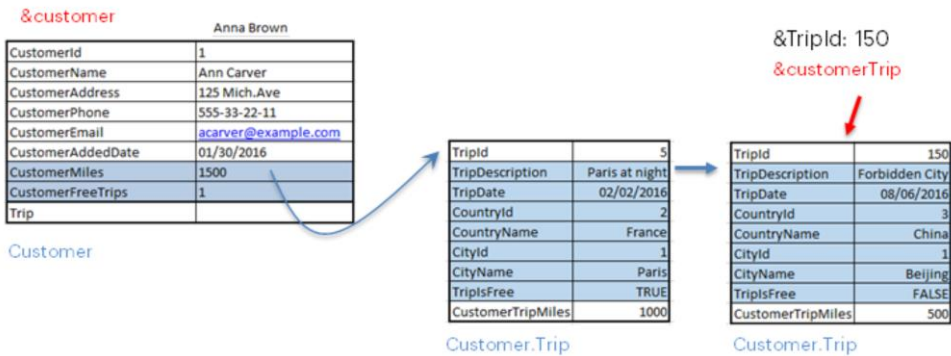 &customer
Anna Brown
CustomerId 1
CustomerName Ann Carver
CustomerAddress 125 Mich.Ave
CustomerPhone 555-33-22-11
CustomerEmail acarver@example.com
CustomerAddedDate 01/30/2016
CustomerMiles 1500
CustomerFreeTrips 1
Trip
Customer
TripId 5
TripDescription Paris at night
TripDate 02/02/2016
CountryId 2
CountryName France
CityId 1
CityName Paris
TripIsFree TRUE
CustomerTripMiles 1000
Customer.Trip
&TripId: 150
&customerTrip
TripId 150
TripDescription Forbidden City
TripDate 08/06/2016
CountryId 3
CountryName China
CityId 1
CityName Beijing
TripIsFree FALSE
CustomerTripMiles 500
Customer.Trip